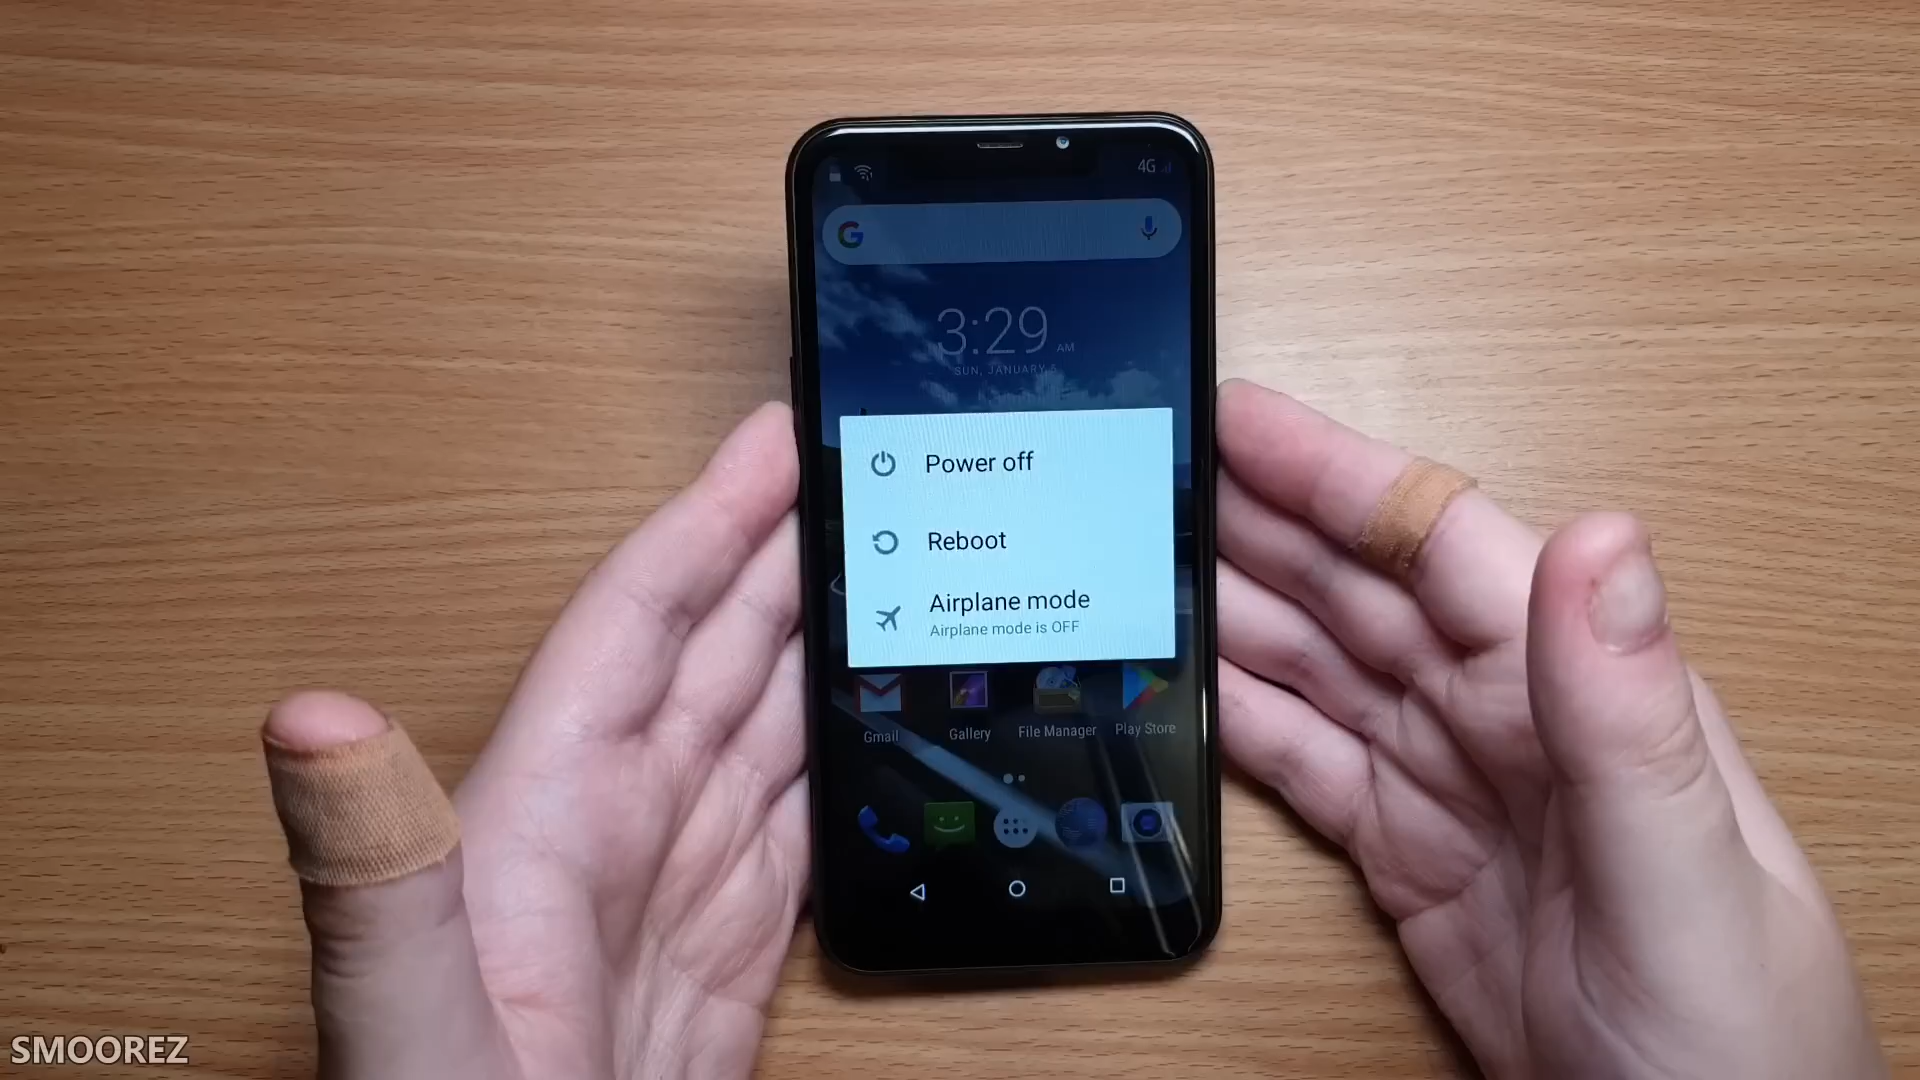 4G
G
3:29 AM
SUN, JANUARY 5
Power off
Reboot
Airplane mode
Airplane mode is OFF
Gmail
Gallery
File Manager
Play Store
SMOOREZ